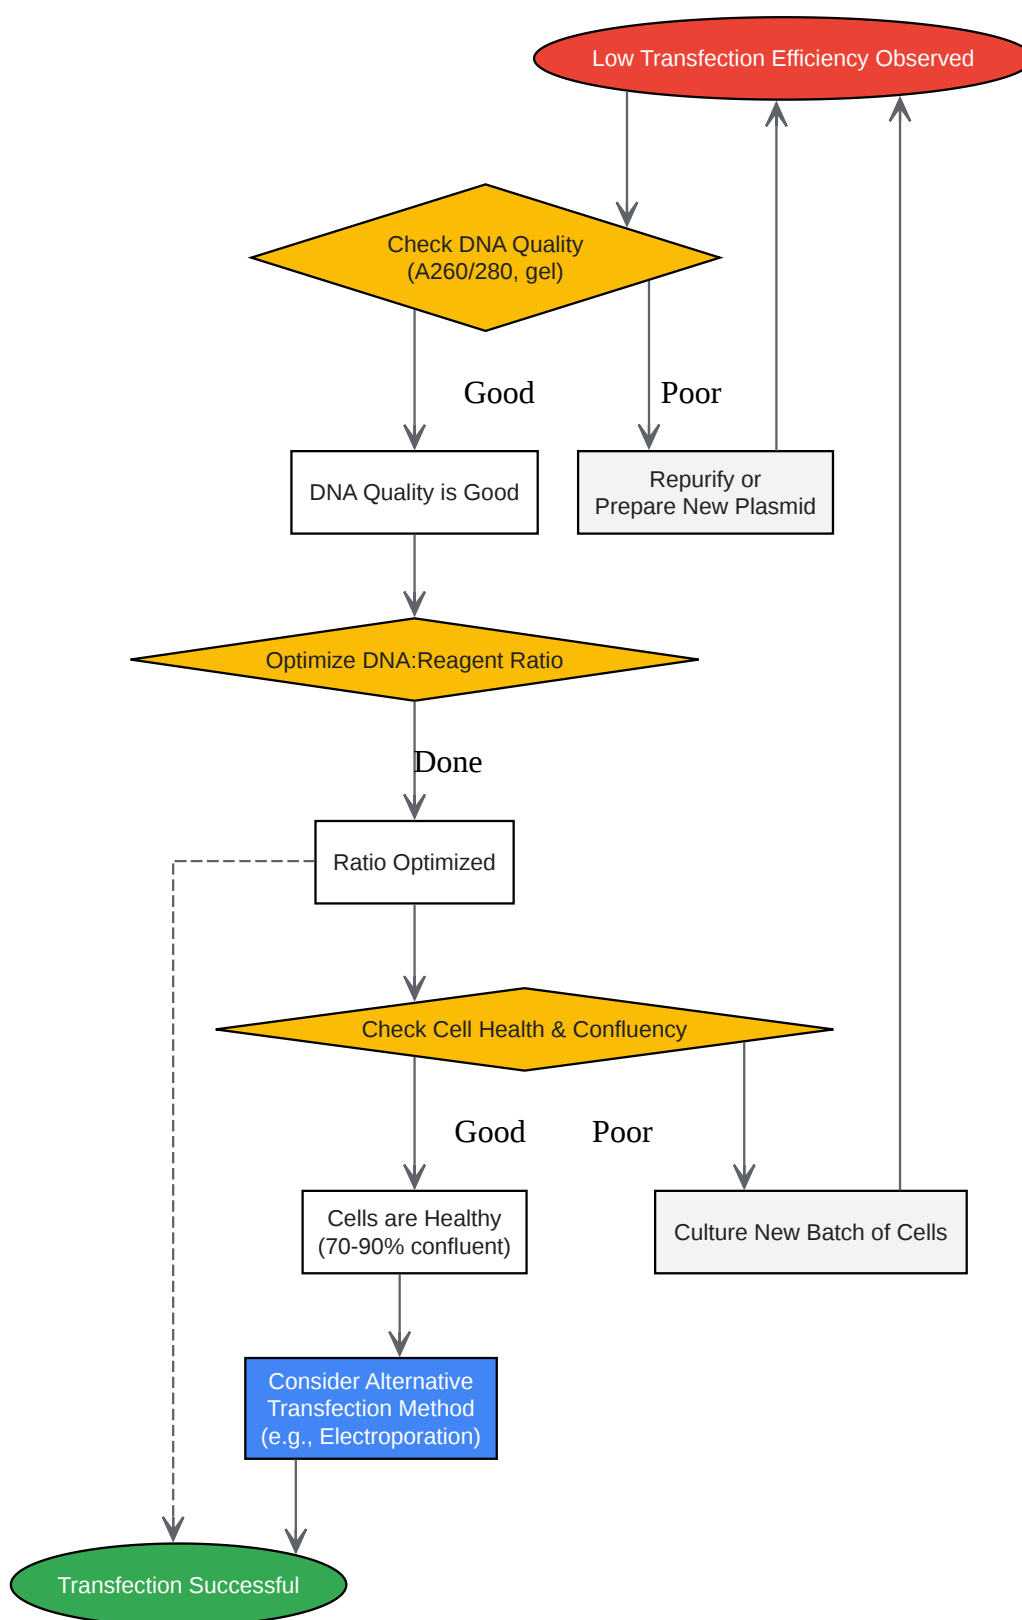 Low Transfection Efficiency Observed
Check DNA Quality
(A260/280, gel)
Good
Poor
DNA Quality is Good
Repurify or
Prepare New Plasmid
Optimize DNA:Reagent Ratio
Done
Ratio Optimized
Check Cell Health & Confluency
Good
Poor
Cells are Healthy
(70-90% confluent)
Culture New Batch of Cells
Consider Alternative
Transfection Method
(e.g., Electroporation)
Transfection Successful